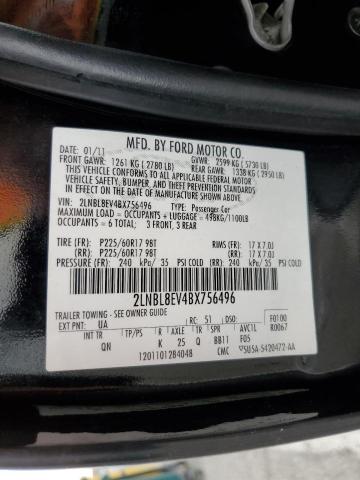 MFD. BY FORD MOTOR CO.
DATE: 01/11 GVWR: 2599 KG (5730 LB)
FRONT GAWR: 1261 KG (2780 LB) REAR GAWR: 1338 KG (2950 LB)
THIS VEHICLE CONFORMS TO ALL APPLICABLE FEDERAL MOTOR
VEHICLE SAFETY, BUMPER, AND THEFT PREVENTION STANDARDS
IN EFFECT ON THE DATE OF MANUFACTURE SHOWN ABOVE.
VIN: 2LNBL8EV4BX756496 TYPE: Passenger Car
MAXIMUM LOAD = OCCUPANTS + LUGGAGE = 498KG/1100LB
OCCUPANTS = 6 TOTAL; 3 FRONT, 3 REAR
TIRE (FR): P225/60R17 98T RIMS (FR): 17 X 7.0J
(RR): P225/60R17 98T (RR): 17 X 7.0J
PRESSURE (FR): 240 kPa/ 35 PSI COLD (RR): 240 kPa/ 35 PSI COLD
2LNBL8EV4BX756496
TRAILER TOWING - SEE OWNER GUIDE
EXT PNT: UA RC: 51 DSO: F0100
INT TR TP/PS R AXLE TR SPR AVC1L R0067
QN K 25 Q BB11 F05
12011012B4048 CMC